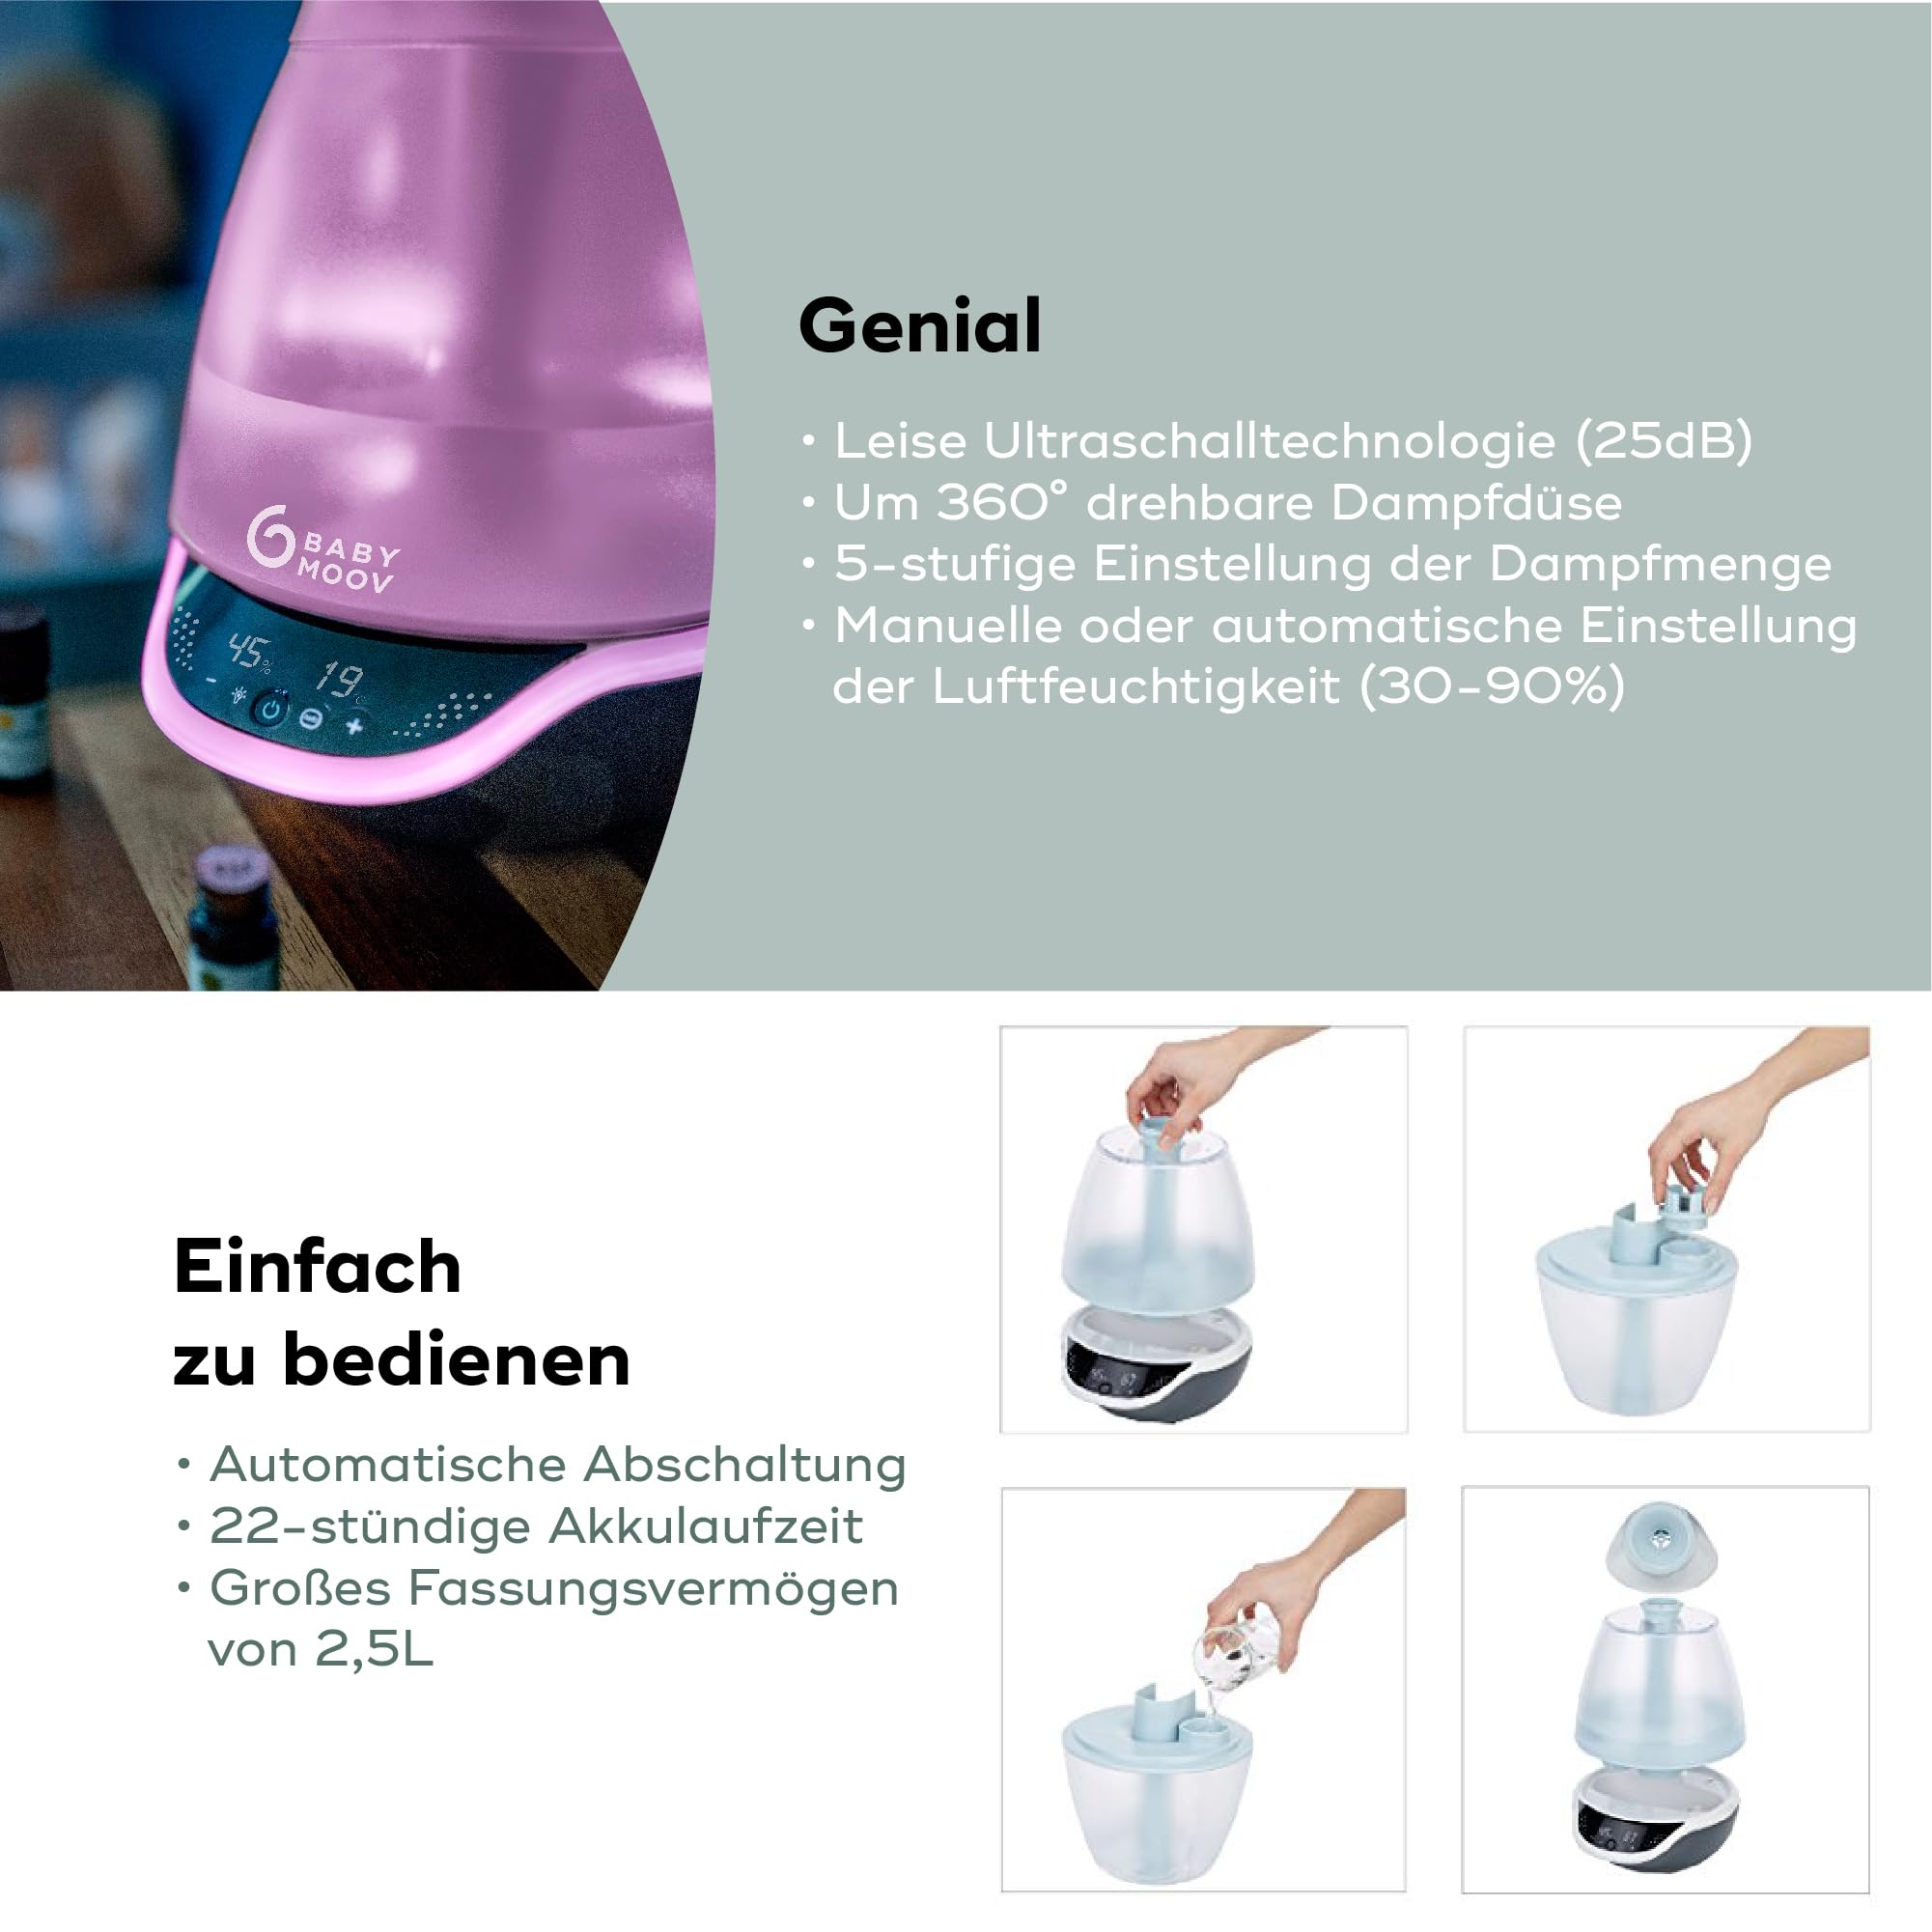 Genial
• Leise Ultraschalltechnologie (25dB)
• Um 360° drehbare Dampfdüse
• 5-stufige Einstellung der Dampfmenge
• Manuelle oder automatische Einstellung
der Luftfeuchtigkeit (30-90%)
BABY
MOOV
45% 19°C
Einfach
zu bedienen
• Automatische Abschaltung
• 22-stündige Akkulaufzeit
• Großes Fassungsvermögen
von 2,5L